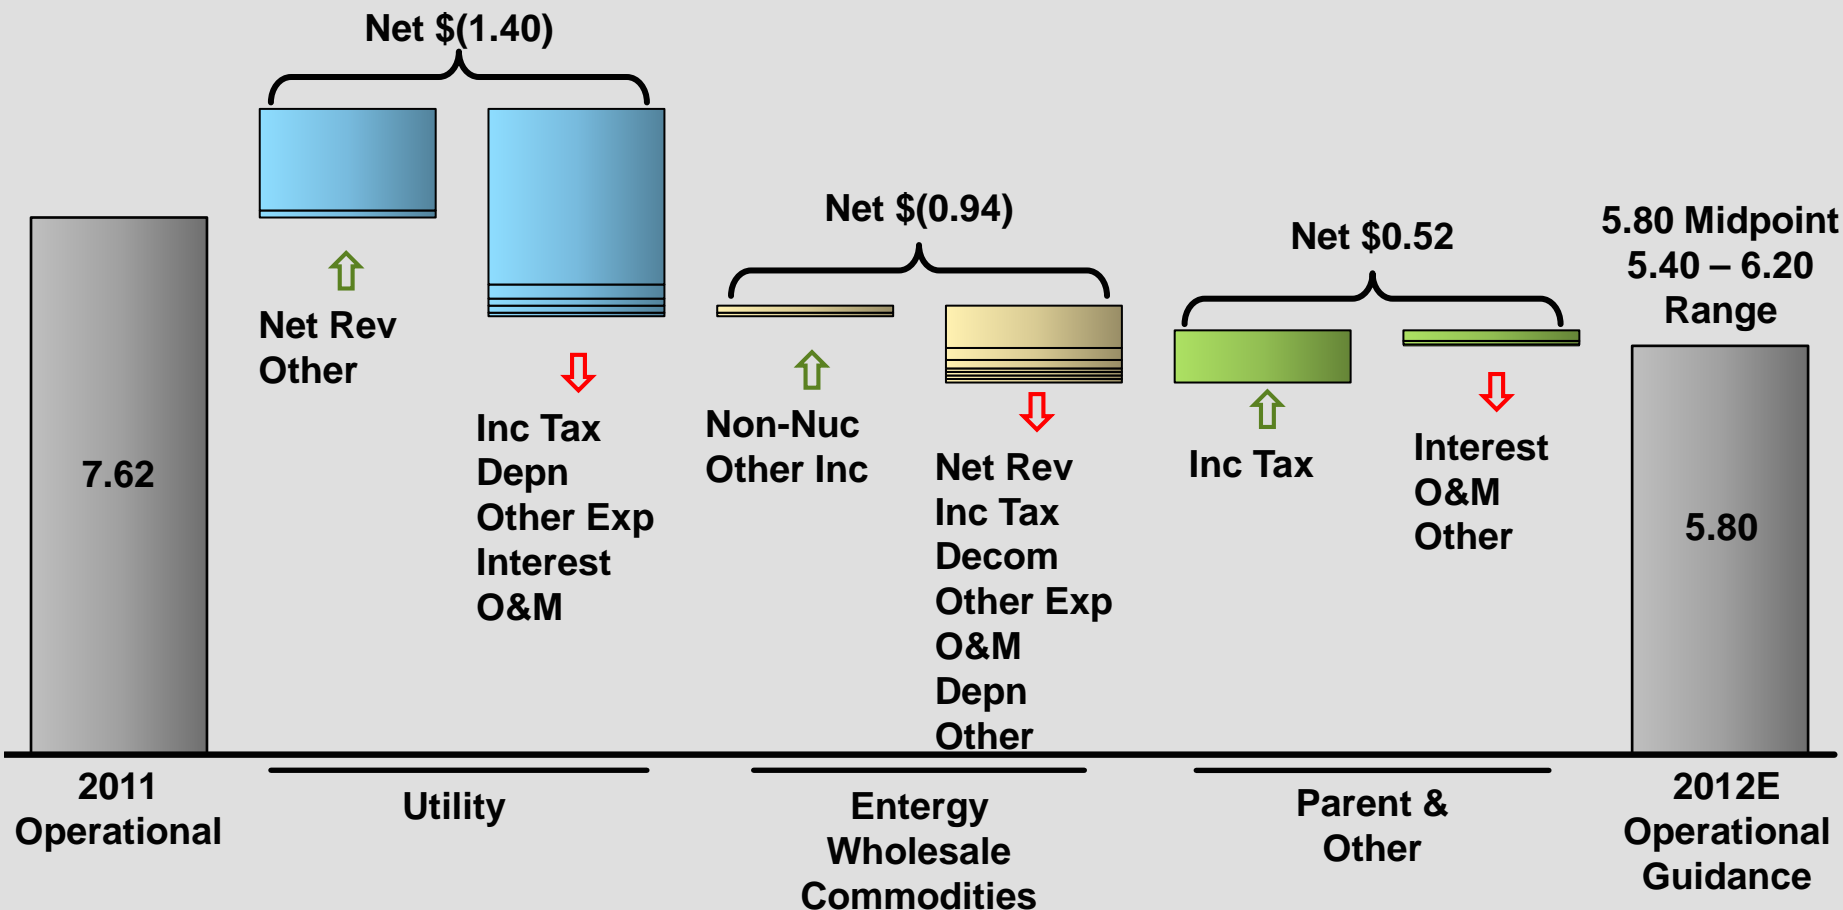 Net $(1.40)
Net Rev
Other
Inc Tax
Depn
Other Exp
Interest
O&M
Net $(0.94)
Non-Nuc
Other Inc
Net Rev
Inc Tax
Decom
Other Exp
O&M
Depn
Other
Net $0.52
Inc Tax
Interest
O&M
Other
5.80 Midpoint
5.40 – 6.20
Range
7.62
5.80
2011
Operational
Utility
Entergy
Wholesale
Commodities
Parent &
Other
2012E
Operational
Guidance